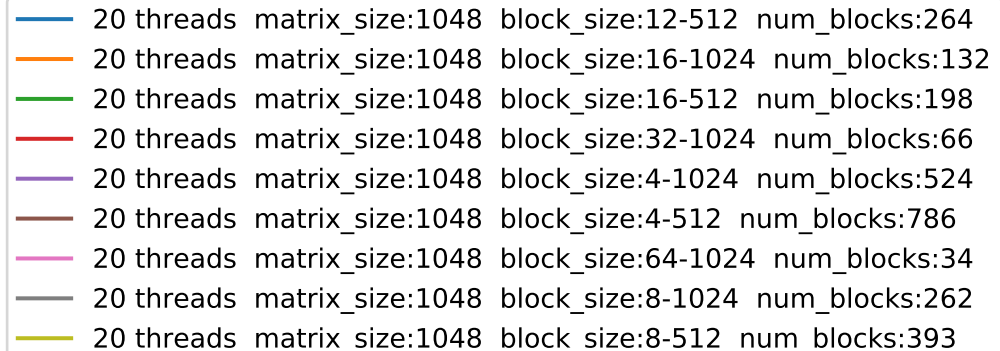 20 threads  matrix_size:1048  block_size:12-512  num_blocks:264
20 threads  matrix_size:1048  block_size:16-1024  num_blocks:132
20 threads  matrix_size:1048  block_size:16-512  num_blocks:198
20 threads  matrix_size:1048  block_size:32-1024  num_blocks:66
20 threads  matrix_size:1048  block_size:4-1024  num_blocks:524
20 threads  matrix_size:1048  block_size:4-512  num_blocks:786
20 threads  matrix_size:1048  block_size:64-1024  num_blocks:34
20 threads  matrix_size:1048  block_size:8-1024  num_blocks:262
20 threads  matrix_size:1048  block_size:8-512  num_blocks:393